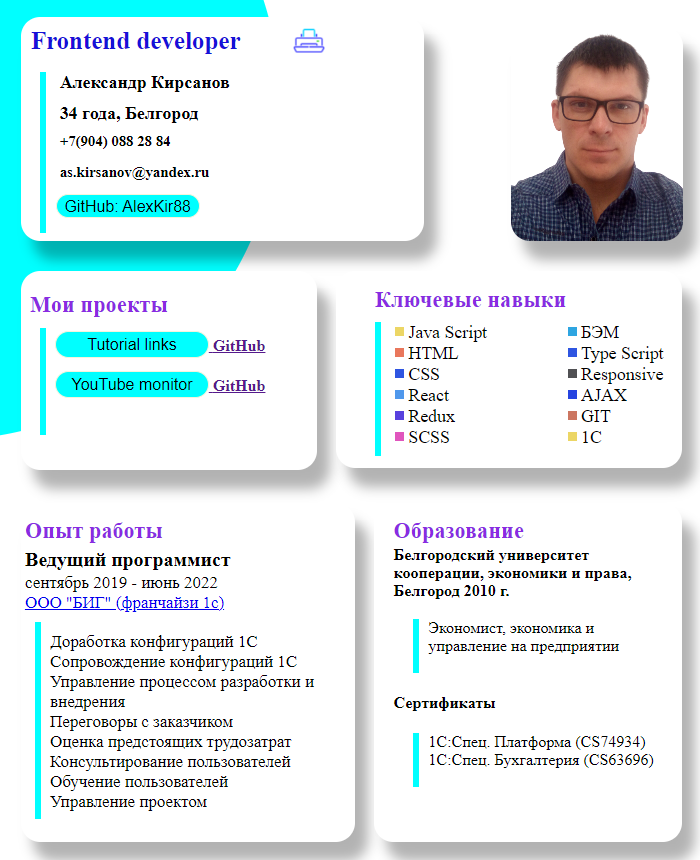 Frontend developer
Александр Кирсанов
34 года, Белгород
+7(904) 088 28 84
as.kirsanov@yandex.ru
GitHub: AlexKir88
Мои проекты
Tutorial links GitHub
YouTube monitor GitHub
Ключевые навыки
Java Script
HTML
CSS
React
Redux
SCSS
БЭМ
Type Script
Responsive
AJAX
GIT
1C
Опыт работы
Ведущий программист
сентябрь 2019 - июнь 2022
ООО "БИГ" (франчайзи 1с)
Доработка конфигураций 1С
Сопровождение конфигураций 1С
Управление процессом разработки и
внедрения
Переговоры с заказчиком
Оценка предстоящих трудозатрат
Консультирование пользователей
Обучение пользователей
Управление проектом
Образование
Белгородский университет
кооперации, экономики и права,
Белгород 2010 г.
Экономист, экономика и
управление на предприятии
Сертификаты
1С:Спец. Платформа (CS74934)
1С:Спец. Бухгалтерия (CS63696)